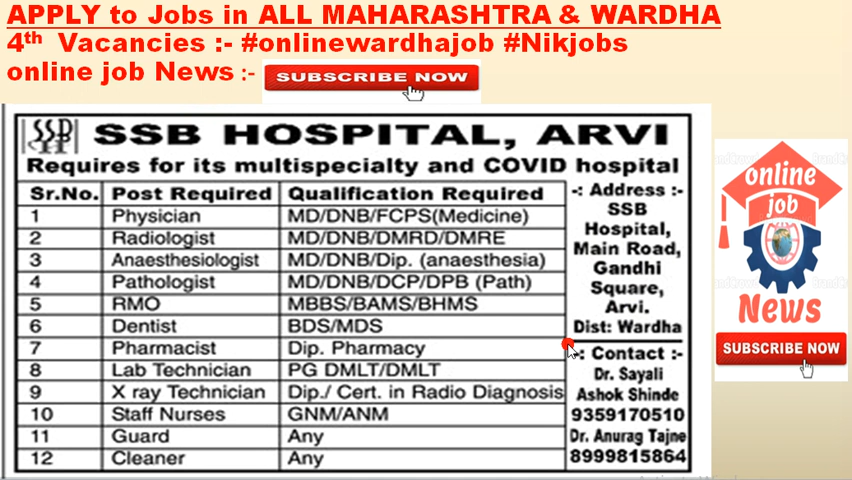 APPLY to Jobs in ALL MAHARASHTRA & WARDHA
4th Vacancies :- #onlinewardhajob #Nikjobs
online job News :- SUBSCRIBE NOW
SSB HOSPITAL, ARVI
Requires for its multispecialty and COVID hospital
Sr.No. Post Required Qualification Required
1 Physician MD/DNB/FCPS(Medicine)
2 Radiologist MD/DNB/DMRD/DMRE
3 Anaesthesiologist MD/DNB/Dip. (anaesthesia)
4 Pathologist MD/DNB/DCP/DPB (Path)
5 RMO MBBS/BAMS/BHMS
6 Dentist BDS/MDS
7 Pharmacist Dip. Pharmacy
8 Lab Technician PG DMLT/DMLT
9 X ray Technician Dip./ Cert. in Radio Diagnosis
10 Staff Nurses GNM/ANM
11 Guard Any
12 Cleaner Any
-: Address :-
SSB
Hospital,
Main Road,
Gandhi
Square,
Arvi.
Dist: Wardha
-: Contact :-
Dr. Sayali
Ashok Shinde
9359170510
Dr. Anurag Tajne
8999815864
online
job
News
SUBSCRIBE NOW